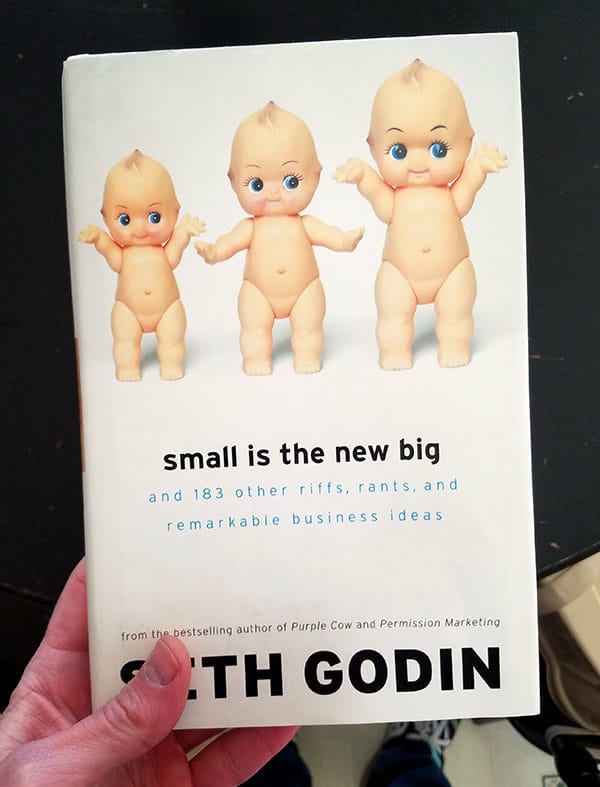 small is the new big
and 183 other riffs, rants, and
remarkable business ideas
from the bestselling author of Purple Cow and Permission Marketing
SETH GODIN